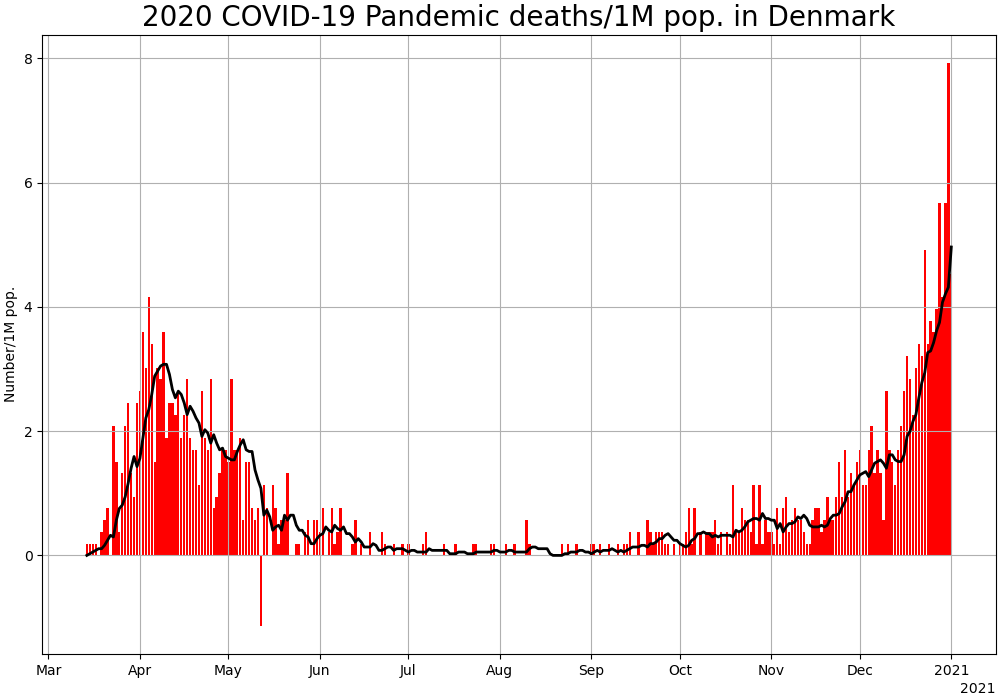 2020 COVID-19 Pandemic deaths/1M pop. in Denmark
Number/1M pop.
8
6
4
2
0
Mar Apr May Jun Jul Aug Sep Oct Nov Dec 2021
2021